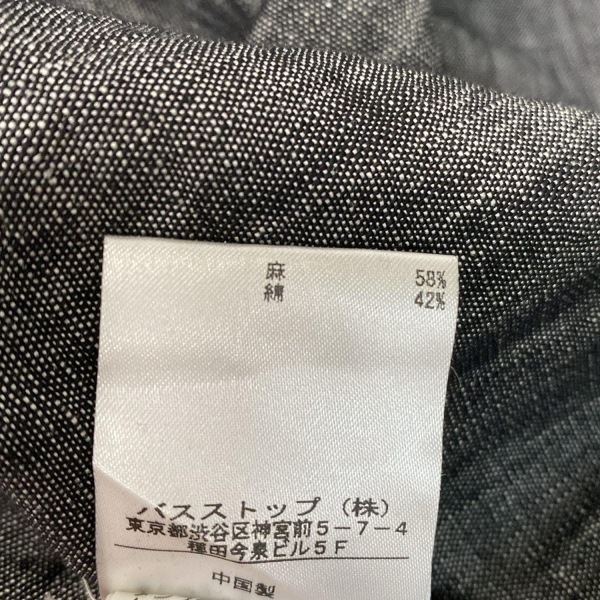 麻 58%
綿 42%
バスストップ（株）
東京都渋谷区神宮前5-7-4
穐田今泉ビル5F
中国製